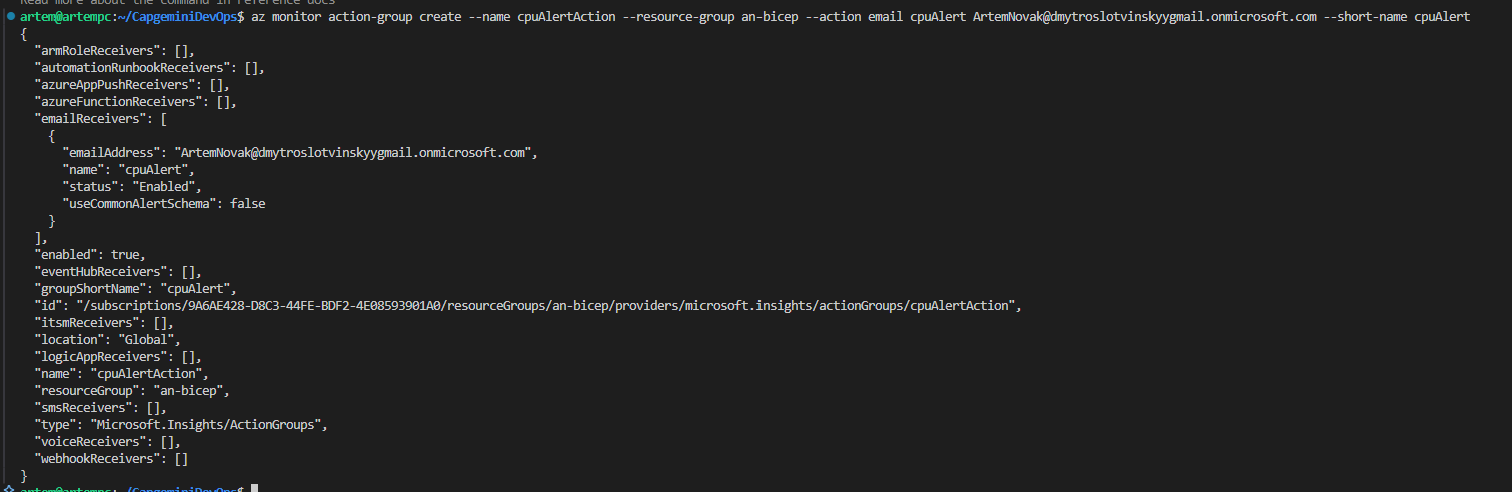 Read more about the command in reference docs
artem@artempc:~/CapgeminiDevOps$ az monitor action-group create --name cpuAlertAction --resource-group an-bicep --action email cpuAlert ArtemNovak@dmytroslotvinskyygmail.onmicrosoft.com --short-name cpuAlert
{
  "armRoleReceivers": [],
  "automationRunbookReceivers": [],
  "azureAppPushReceivers": [],
  "azureFunctionReceivers": [],
  "emailReceivers": [
    {
      "emailAddress": "ArtemNovak@dmytroslotvinskyygmail.onmicrosoft.com",
      "name": "cpuAlert",
      "status": "Enabled",
      "useCommonAlertSchema": false
    }
  ],
  "enabled": true,
  "eventHubReceivers": [],
  "groupShortName": "cpuAlert",
  "id": "/subscriptions/9A6AE428-D8C3-44FE-BDF2-4E08593901A0/resourceGroups/an-bicep/providers/microsoft.insights/actionGroups/cpuAlertAction",
  "itsmReceivers": [],
  "location": "Global",
  "logicAppReceivers": [],
  "name": "cpuAlertAction",
  "resourceGroup": "an-bicep",
  "smsReceivers": [],
  "type": "Microsoft.Insights/ActionGroups",
  "voiceReceivers": [],
  "webhookReceivers": []
}
artem@artempc:~/CapgeminiDevOps$